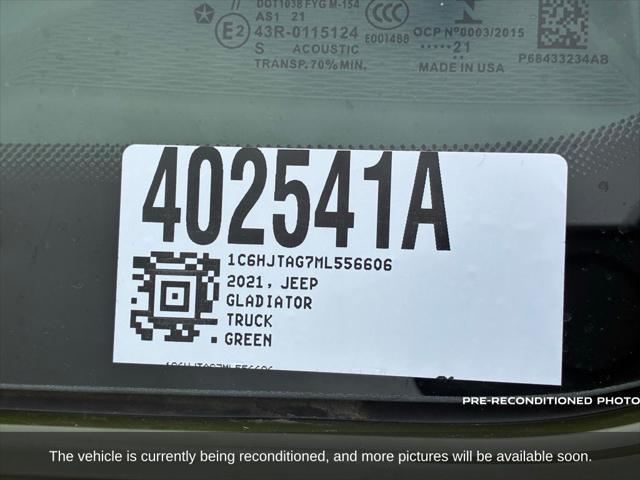 DOT1038 FYG M-154
AS1 21
E2 43R-0115124
S ACOUSTIC
TRANSP. 70% MIN.
CCC
E001488
OCP Nº0003/2015
•••••21
MADE IN USA
P68433234AB
402541A
1C6HJTAG7ML556606
2021, JEEP
GLADIATOR
TRUCK
GREEN
1C6HJTAG7ML556606
PRE-RECONDITIONED PHOTO
The vehicle is currently being reconditioned, and more pictures will be available soon.